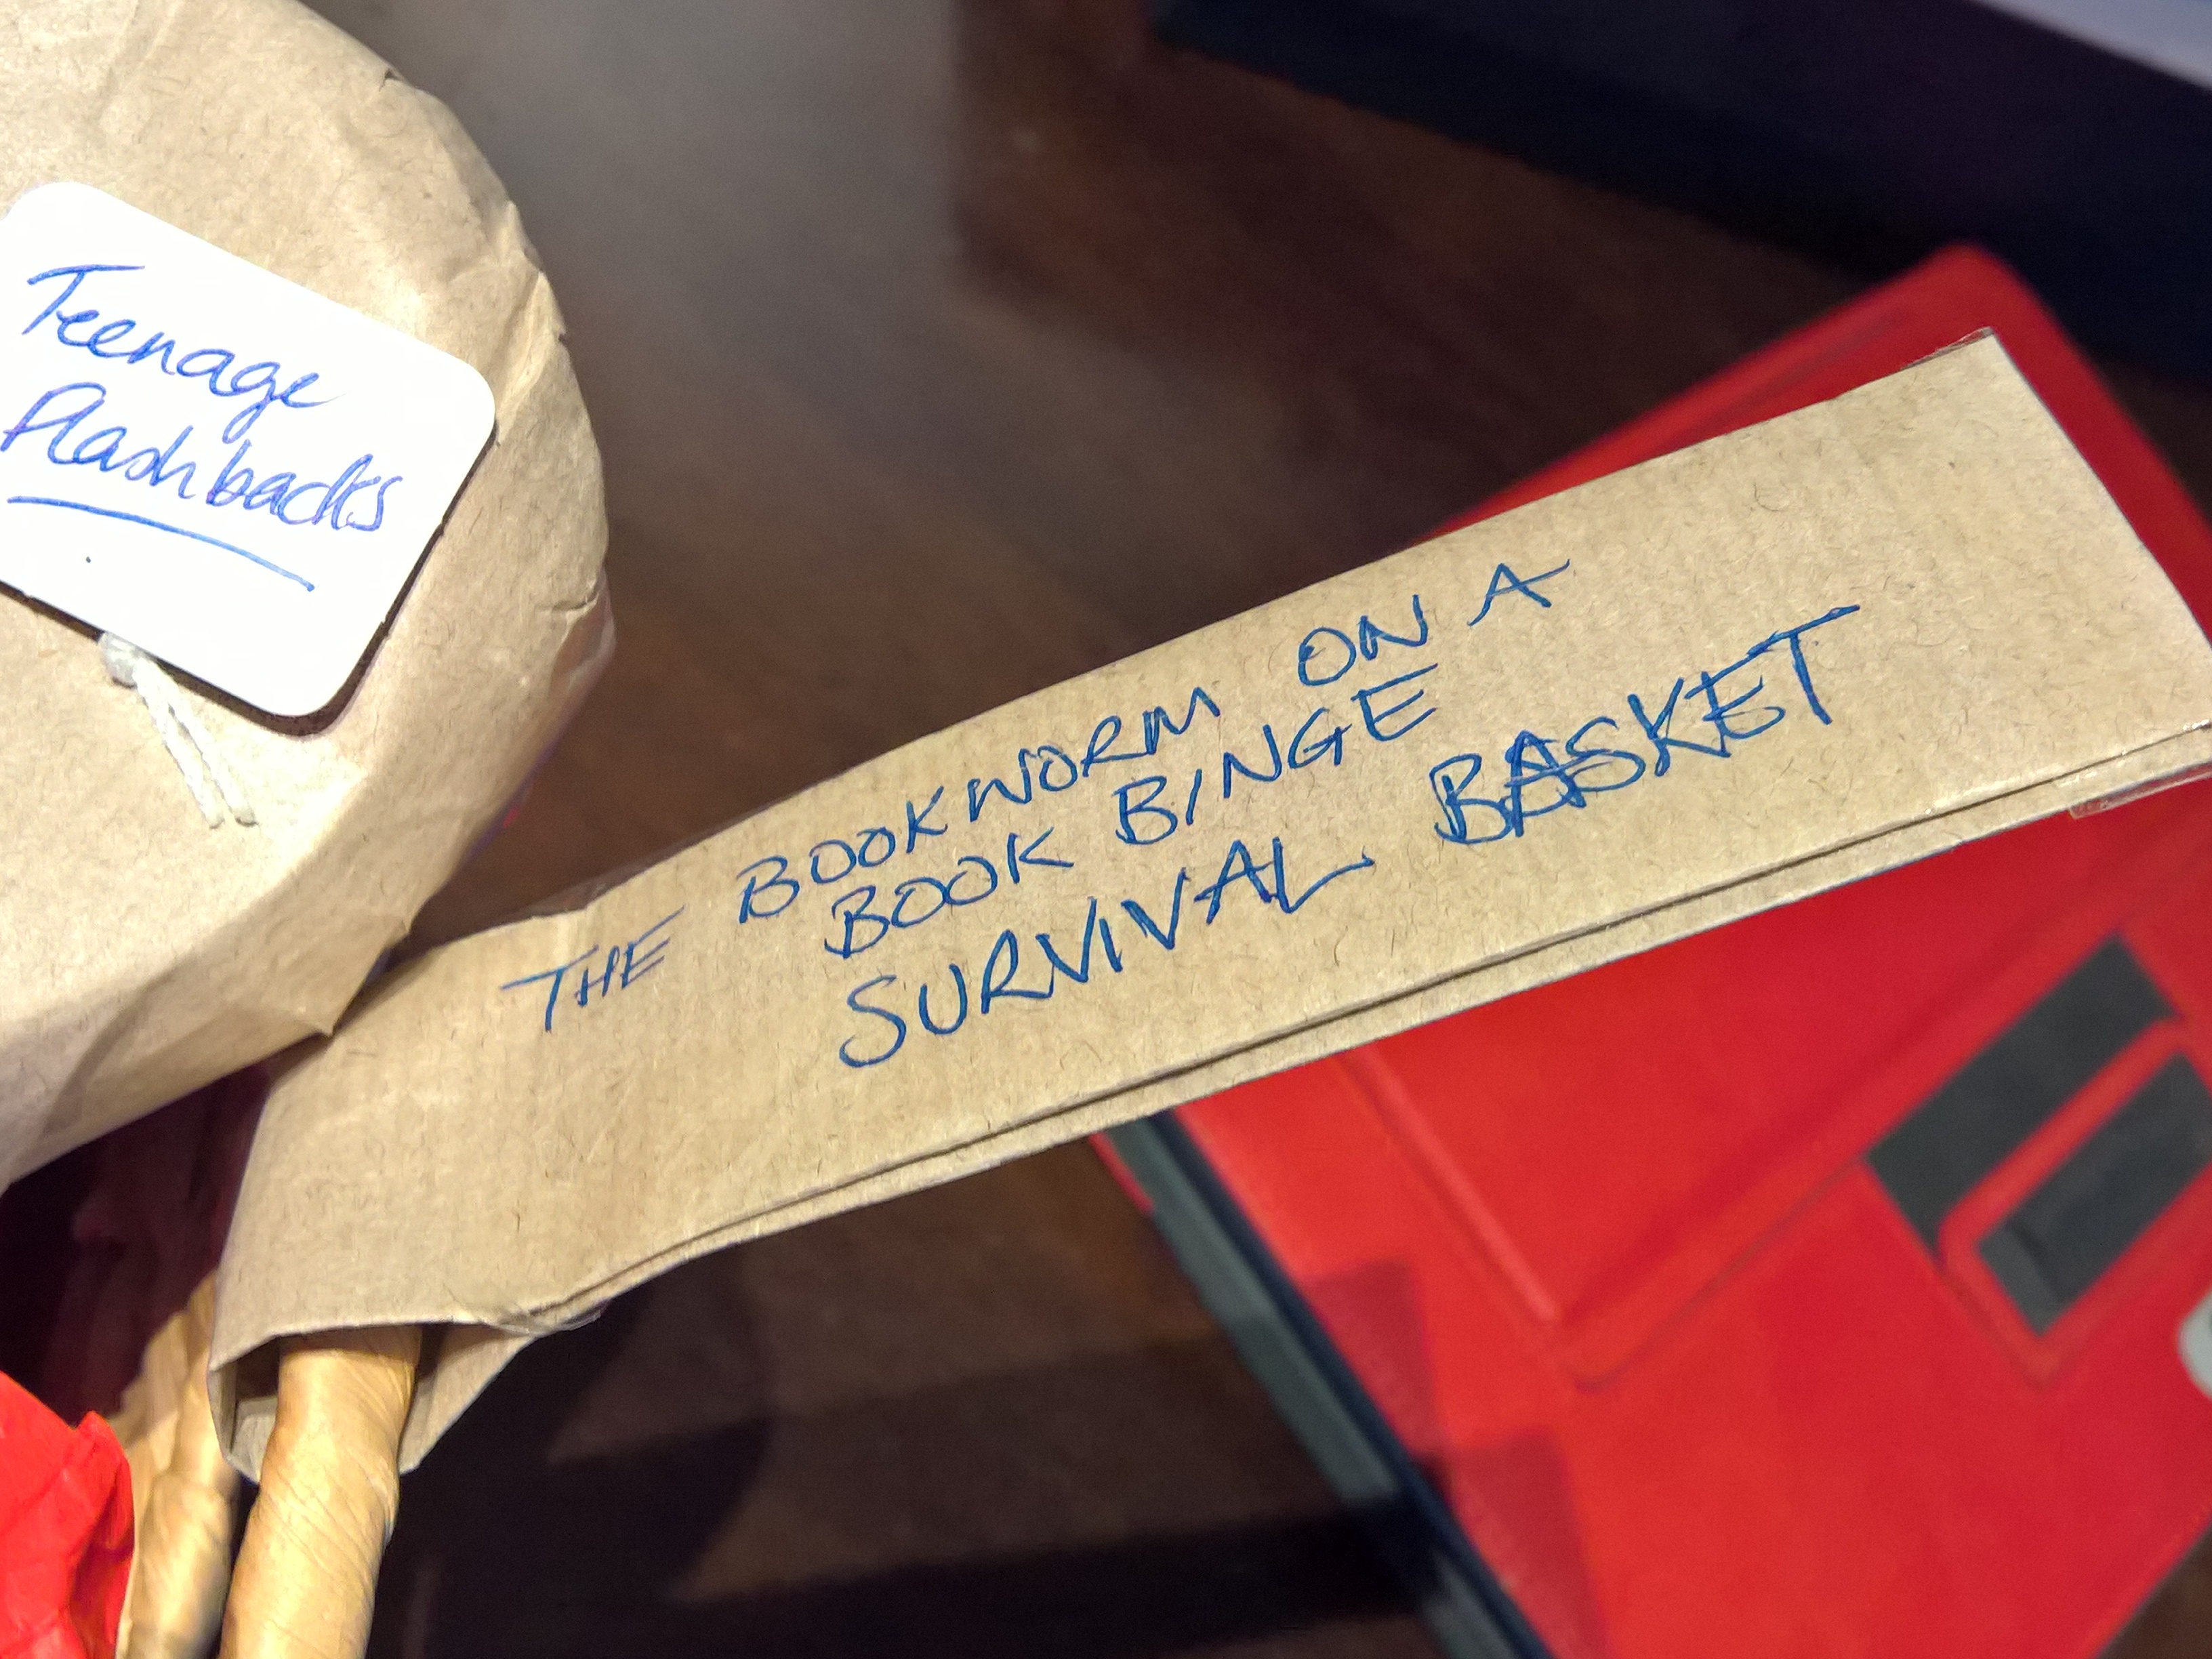 Teenage
flashbacks
THE BOOKWORM ON A
BOOK BINGE
SURVIVAL BASKET